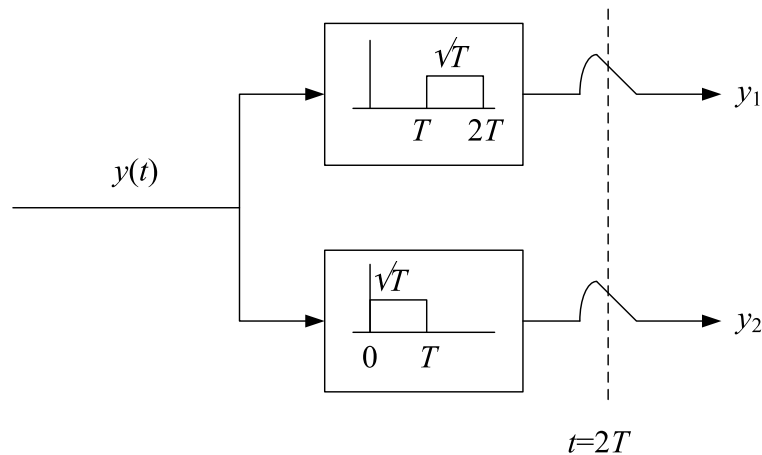 √T
T 2T
y₁
y(t)
√T
0 T
y₂
t=2T